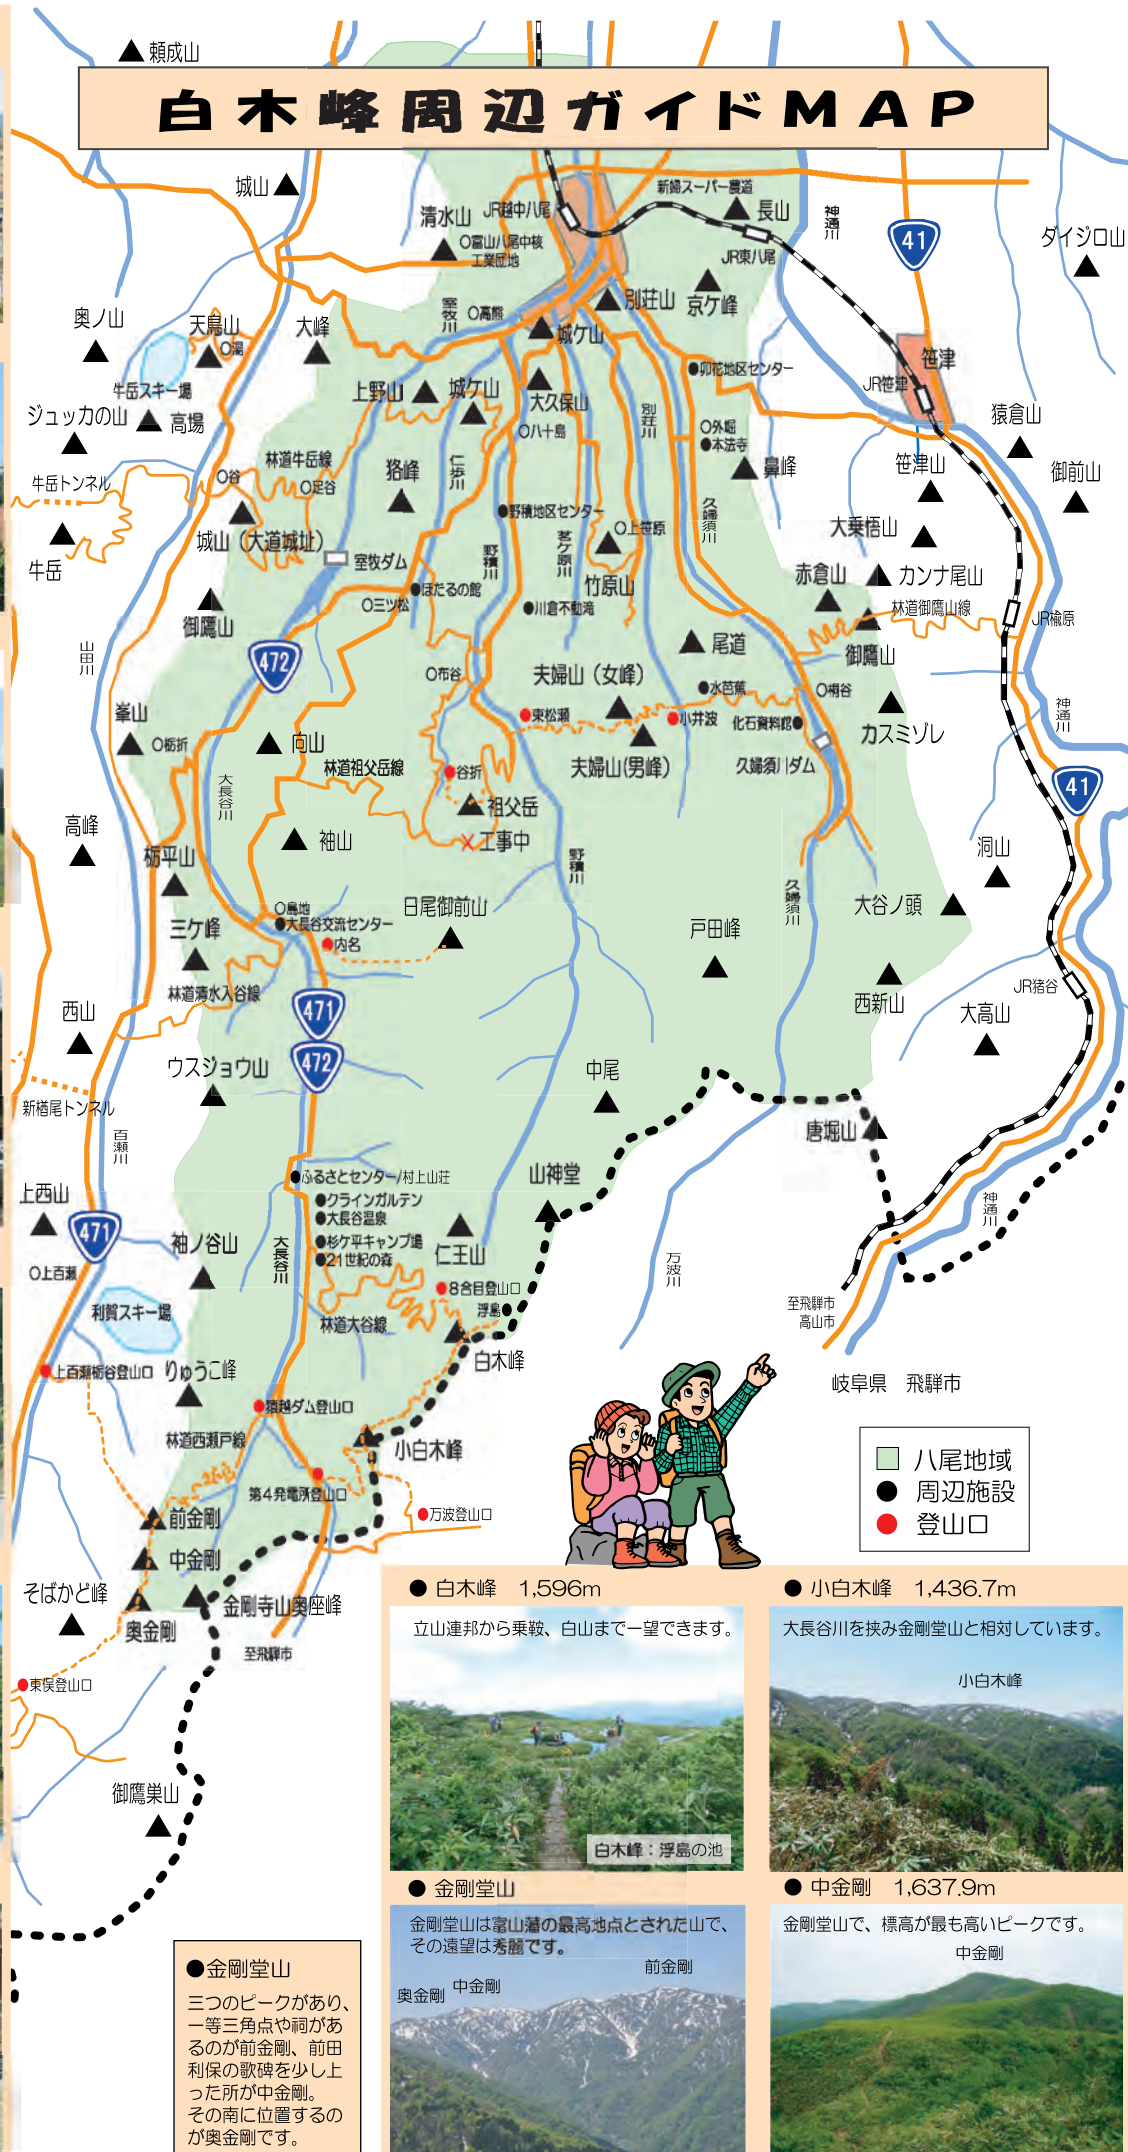 頼成山
白木峰周辺ガイドMAP
城山
清水山
JR越中八尾
新婦スーパー農道
長山
神通川
41
ダイジロ山
○富山八尾中核
工業団地
JR東八尾
奥ノ山
天鳥山
○湯
大峰
室牧川
○高熊
別荘山
京ケ峰
城ケ山
笹津
JR笹津
牛岳スキー場
上野山
城ケ山
●卯花地区センター
ジュッカの山
高場
大久保山
別荘川
○外堀
●本法寺
猿倉山
○八十島
林道牛岳線
仁歩川
鼻峰
笹津山
御前山
牛岳トンネル
○谷
○足谷
狢峰
久婦須川
●野積地区センター
○上笹原
大乗悟山
牛岳
城山（大道城址）
室牧ダム
野積川
茗ケ原川
赤倉山
カンナ尾山
●ほたるの館
竹原山
○三ツ松
●川倉不動滝
林道御鷹山線
JR楡原
御鷹山
山田川
472
尾道
御鷹山
○布谷
夫婦山（女峰）
●水芭蕉
○桐谷
峯山
●東松瀬
●小井波
化石資料館●
カスミゾレ
神通川
○栃折
向山
林道祖父岳線
●谷折
夫婦山(男峰)
久婦須川ダム
41
大長谷川
祖父岳
高峰
袖山
×工事中
洞山
栃平山
野積川
久婦須川
大谷ノ頭
○島地
●大長谷交流センター
日尾御前山
三ケ峰
●内名
戸田峰
林道清水入谷線
西新山
JR猪谷
西山
471
大高山
ウスジョウ山
472
中尾
新楢尾トンネル
百瀬川
唐堀山
●ふるさとセンター/村上山荘
山神堂
上西山
●クラインガルテン
●大長谷温泉
神通川
471
袖ノ谷山
大長谷川
●杉ケ平キャンプ場
●21世紀の森
仁王山
万波川
○上百瀬
●8合目登山口
利賀スキー場
浮島●
至飛騨市
高山市
林道大谷線
白木峰
●上百瀬栃谷登山口
りゅうこ峰
岐阜県　飛騨市
●猿越ダム登山口
林道西瀬戸線
小白木峰
八尾地域
周辺施設
登山口
第4発電所登山口
●万波登山口
前金剛
中金剛
そばかど峰
奥金剛
金剛寺山奥座峰
至飛騨市
●東俣登山口
御鷹巣山
● 白木峰　1,596m
立山連邦から乗鞍、白山まで一望できます。
白木峰：浮島の池
● 小白木峰　1,436.7m
大長谷川を挟み金剛堂山と相対しています。
小白木峰
● 金剛堂山
金剛堂山は富山藩の最高地点とされた山で、
その遠望は秀麗です。
前金剛
中金剛
奥金剛
● 中金剛　1,637.9m
金剛堂山で、標高が最も高いピークです。
中金剛
●金剛堂山
三つのピークがあり、
一等三角点や祠があ
るのが前金剛、前田
利保の歌碑を少し上
った所が中金剛。
その南に位置するの
が奥金剛です。